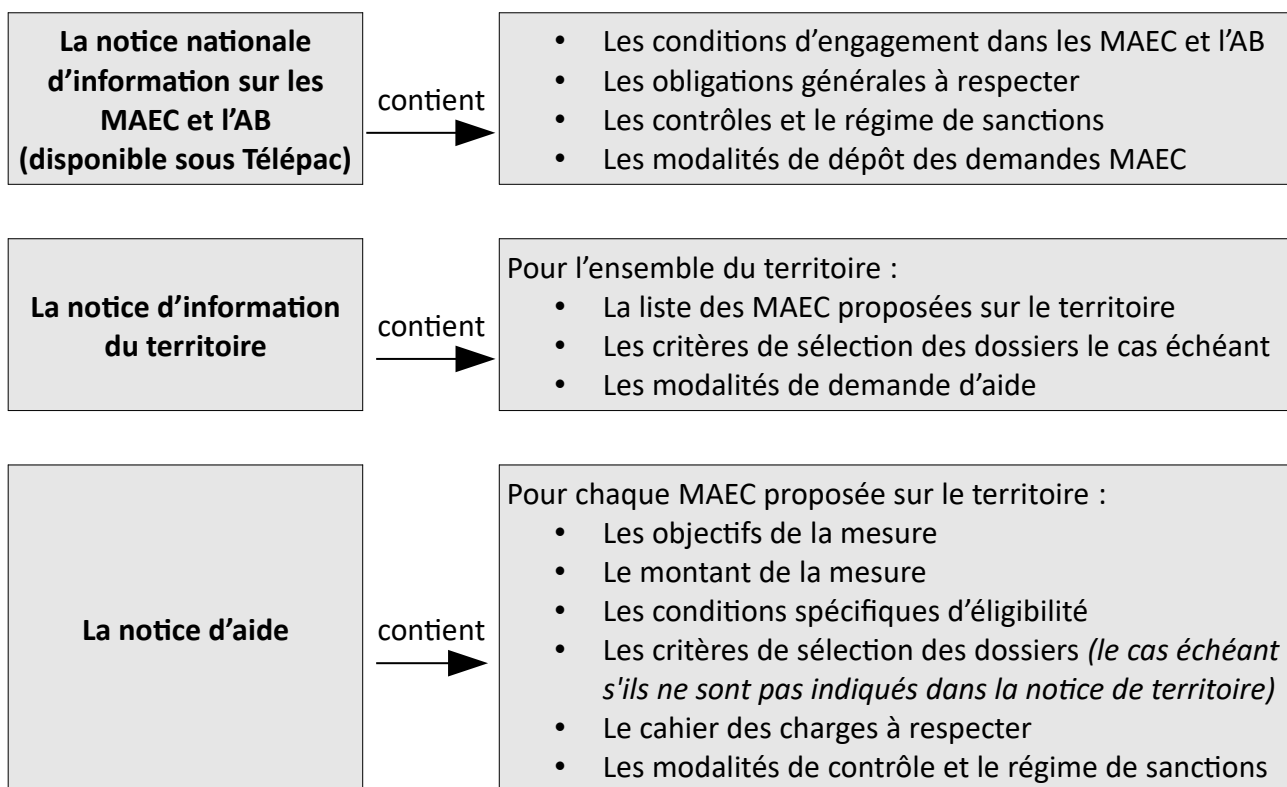 La notice nationale
d’information sur les
MAEC et l’AB
(disponible sous Télépac)
contient
• Les conditions d’engagement dans les MAEC et l’AB
• Les obligations générales à respecter
• Les contrôles et le régime de sanctions
• Les modalités de dépôt des demandes MAEC
La notice d’information
du territoire
contient
Pour l’ensemble du territoire :
• La liste des MAEC proposées sur le territoire
• Les critères de sélection des dossiers le cas échéant
• Les modalités de demande d’aide
La notice d’aide
contient
Pour chaque MAEC proposée sur le territoire :
• Les objectifs de la mesure
• Le montant de la mesure
• Les conditions spécifiques d’éligibilité
• Les critères de sélection des dossiers (le cas échéant
s'ils ne sont pas indiqués dans la notice de territoire)
• Le cahier des charges à respecter
• Les modalités de contrôle et le régime de sanctions